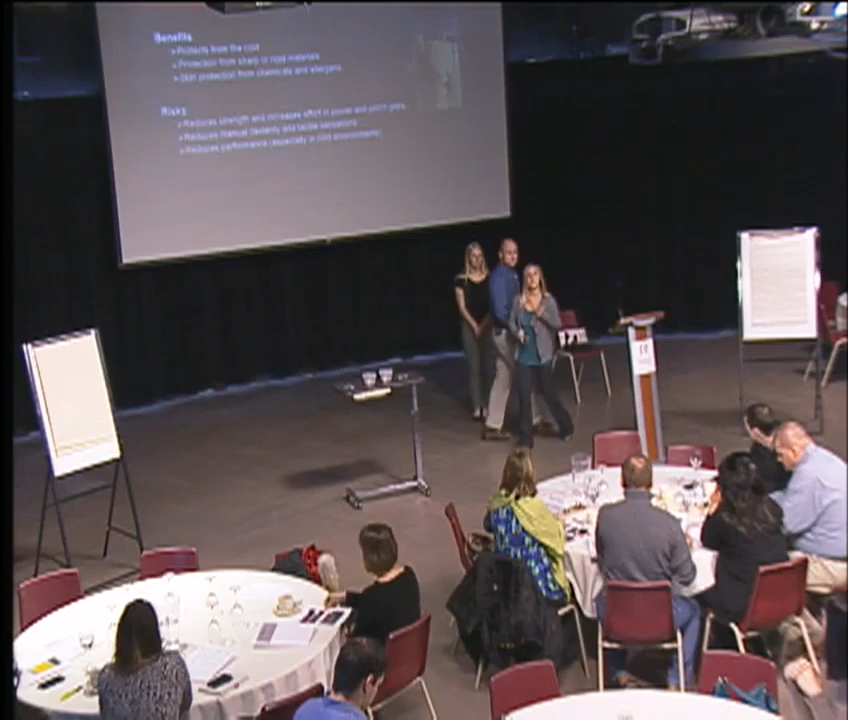 Benefits
Protects from the cold
Protection from sharp or rigid materials
Skin protection from chemicals and allergens
Risks
Reduces strength and increases effort in power and pinch grips
Reduces manual dexterity and tactile sensations
Reduces performance (especially in cold environments)